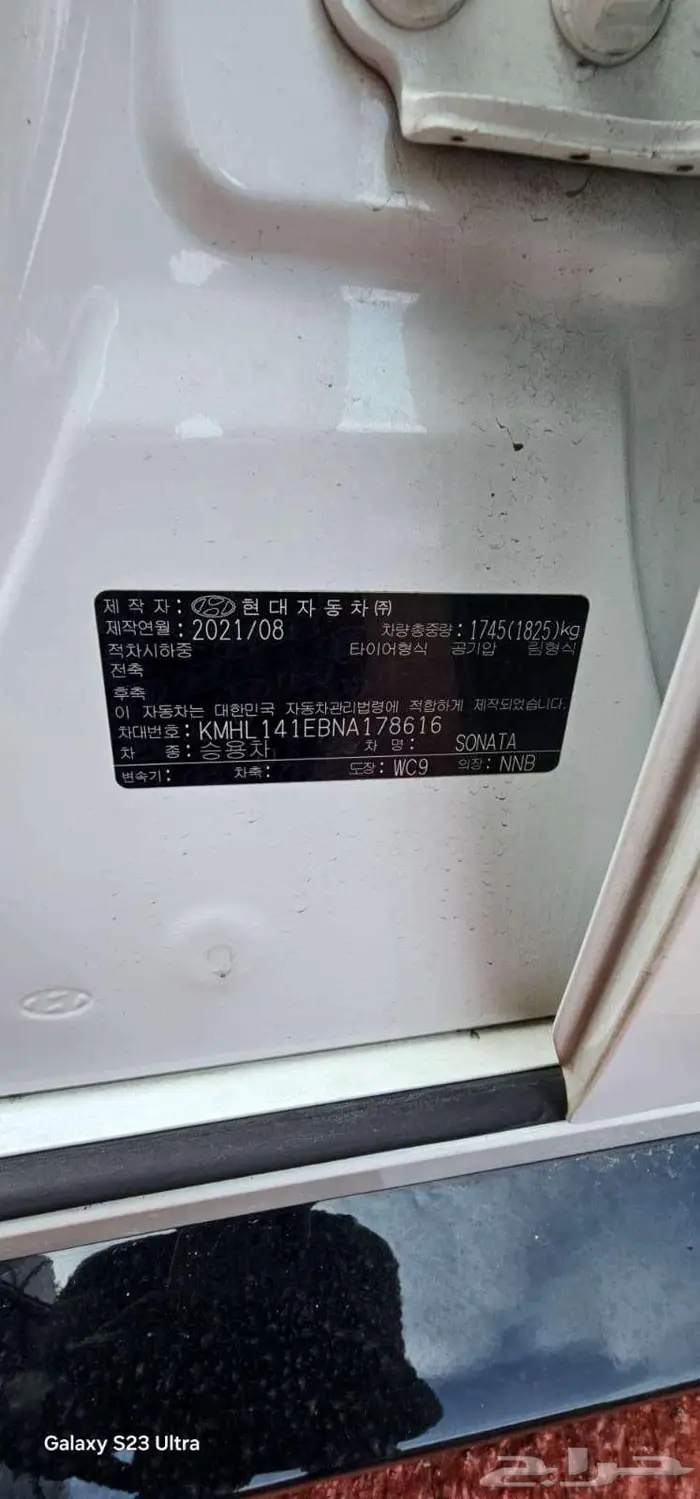 제 작 자 : 현대자동차㈜
제작연월 : 2021/08 차량총중량 : 1745(1825)kg
적차시하중 타이어형식 공기압 림형식
전축
후축
이 자동차는 대한민국 자동차관리법령에 적합하게 제작되었습니다.
차대번호 : KMHL141EBNA178616
차 종 : 승용차 차 명 : SONATA
변속기 : 차축 : 도장 : WC9 의장 : NNB
Galaxy S23 Ultra
حراج